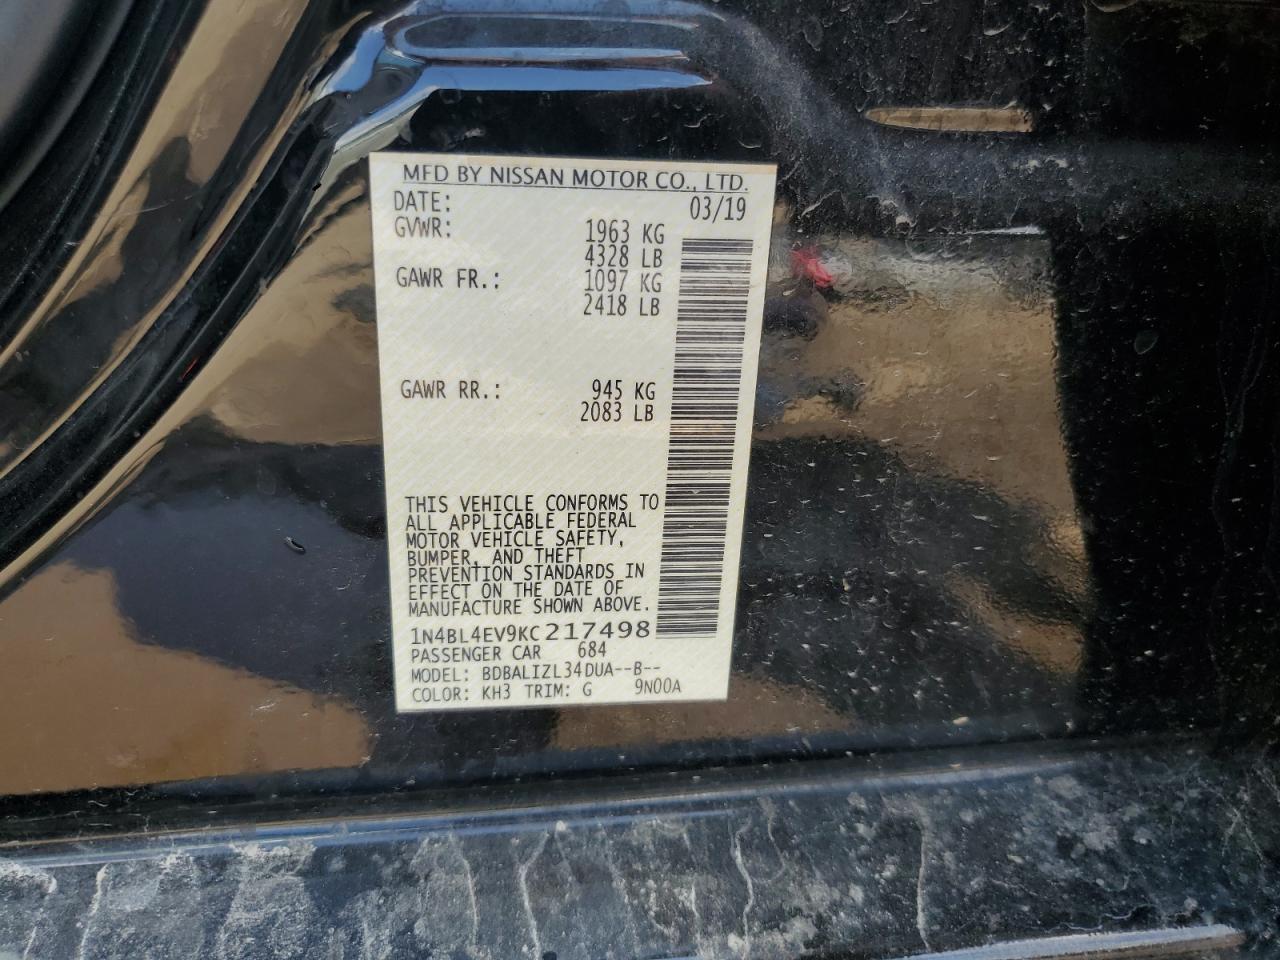 MFD BY NISSAN MOTOR CO., LTD.
DATE: 03/19
GVWR: 1963 KG
4328 LB
GAWR FR.: 1097 KG
2418 LB
GAWR RR.: 945 KG
2083 LB
THIS VEHICLE CONFORMS TO
ALL APPLICABLE FEDERAL
MOTOR VEHICLE SAFETY,
BUMPER, AND THEFT
PREVENTION STANDARDS IN
EFFECT ON THE DATE OF
MANUFACTURE SHOWN ABOVE.
1N4BL4EV9KC217498
PASSENGER CAR 684
MODEL: BDBALIZL34DUA--B--
COLOR: KH3 TRIM: G 9N00A